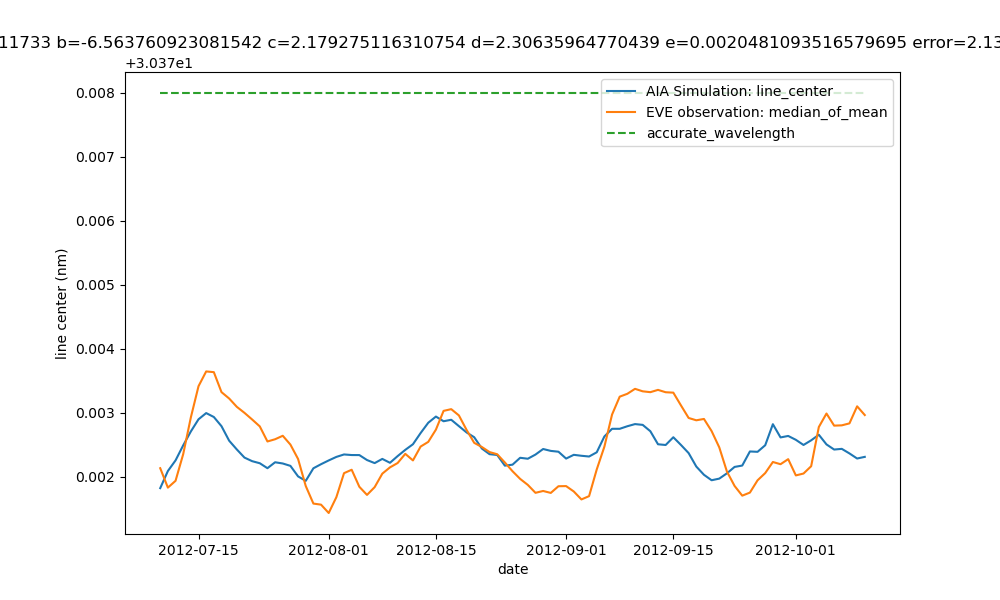 11733 b=-6.563760923081542 c=2.179275116310754 d=2.30635964770439 e=0.0020481093516579695 error=2.13
+3.037e1
AIA Simulation: line_center
EVE observation: median_of_mean
accurate_wavelength
0.008
0.007
0.006
0.005
0.004
0.003
0.002
line center (nm)
2012-07-15 2012-08-01 2012-08-15 2012-09-01 2012-09-15 2012-10-01
date